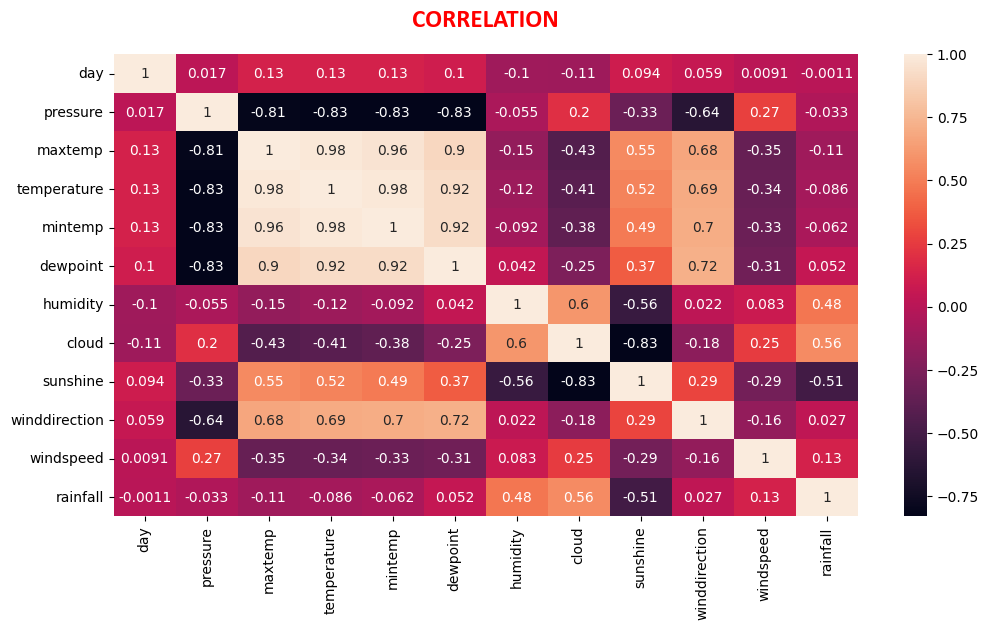 CORRELATION
day 1 0.017 0.13 0.13 0.13 0.1 -0.1 -0.11 0.094 0.059 0.0091 -0.0011
pressure 0.017 1 -0.81 -0.83 -0.83 -0.83 -0.055 0.2 -0.33 -0.64 0.27 -0.033
maxtemp 0.13 -0.81 1 0.98 0.96 0.9 -0.15 -0.43 0.55 0.68 -0.35 -0.11
temperature 0.13 -0.83 0.98 1 0.98 0.92 -0.12 -0.41 0.52 0.69 -0.34 -0.086
mintemp 0.13 -0.83 0.96 0.98 1 0.92 -0.092 -0.38 0.49 0.7 -0.33 -0.062
dewpoint 0.1 -0.83 0.9 0.92 0.92 1 0.042 -0.25 0.37 0.72 -0.31 0.052
humidity -0.1 -0.055 -0.15 -0.12 -0.092 0.042 1 0.6 -0.56 0.022 0.083 0.48
cloud -0.11 0.2 -0.43 -0.41 -0.38 -0.25 0.6 1 -0.83 -0.18 0.25 0.56
sunshine 0.094 -0.33 0.55 0.52 0.49 0.37 -0.56 -0.83 1 0.29 -0.29 -0.51
winddirection 0.059 -0.64 0.68 0.69 0.7 0.72 0.022 -0.18 0.29 1 -0.16 0.027
windspeed 0.0091 0.27 -0.35 -0.34 -0.33 -0.31 0.083 0.25 -0.29 -0.16 1 0.13
rainfall -0.0011 -0.033 -0.11 -0.086 -0.062 0.052 0.48 0.56 -0.51 0.027 0.13 1
day pressure maxtemp temperature mintemp dewpoint humidity cloud sunshine winddirection windspeed rainfall
1.00
0.75
0.50
0.25
0.00
−0.25
−0.50
−0.75